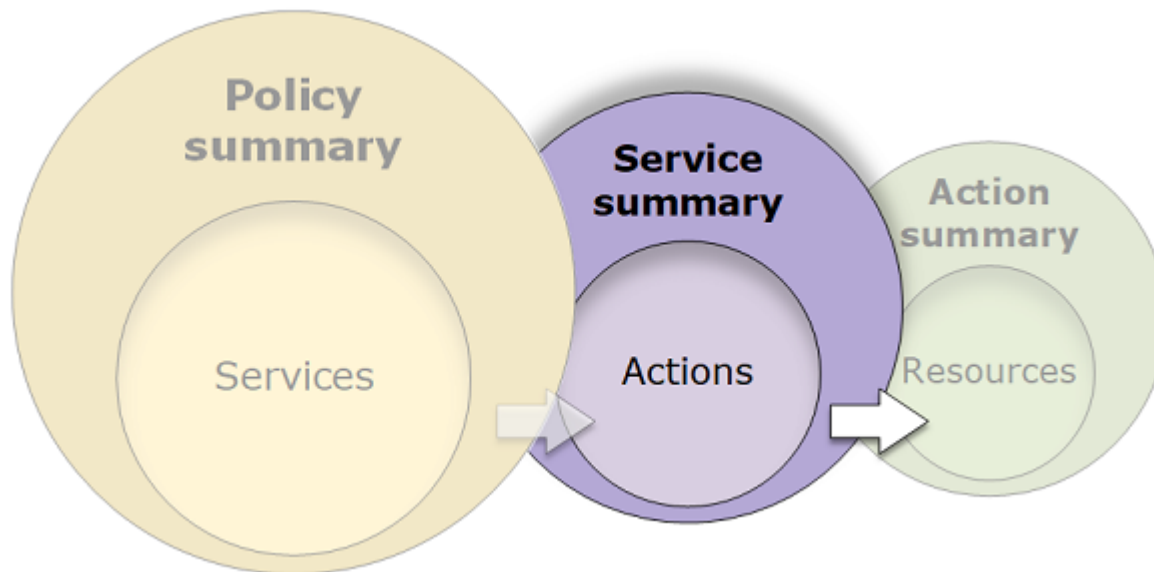 Policy
summary
Services
Service
summary
Actions
Action
summary
Resources